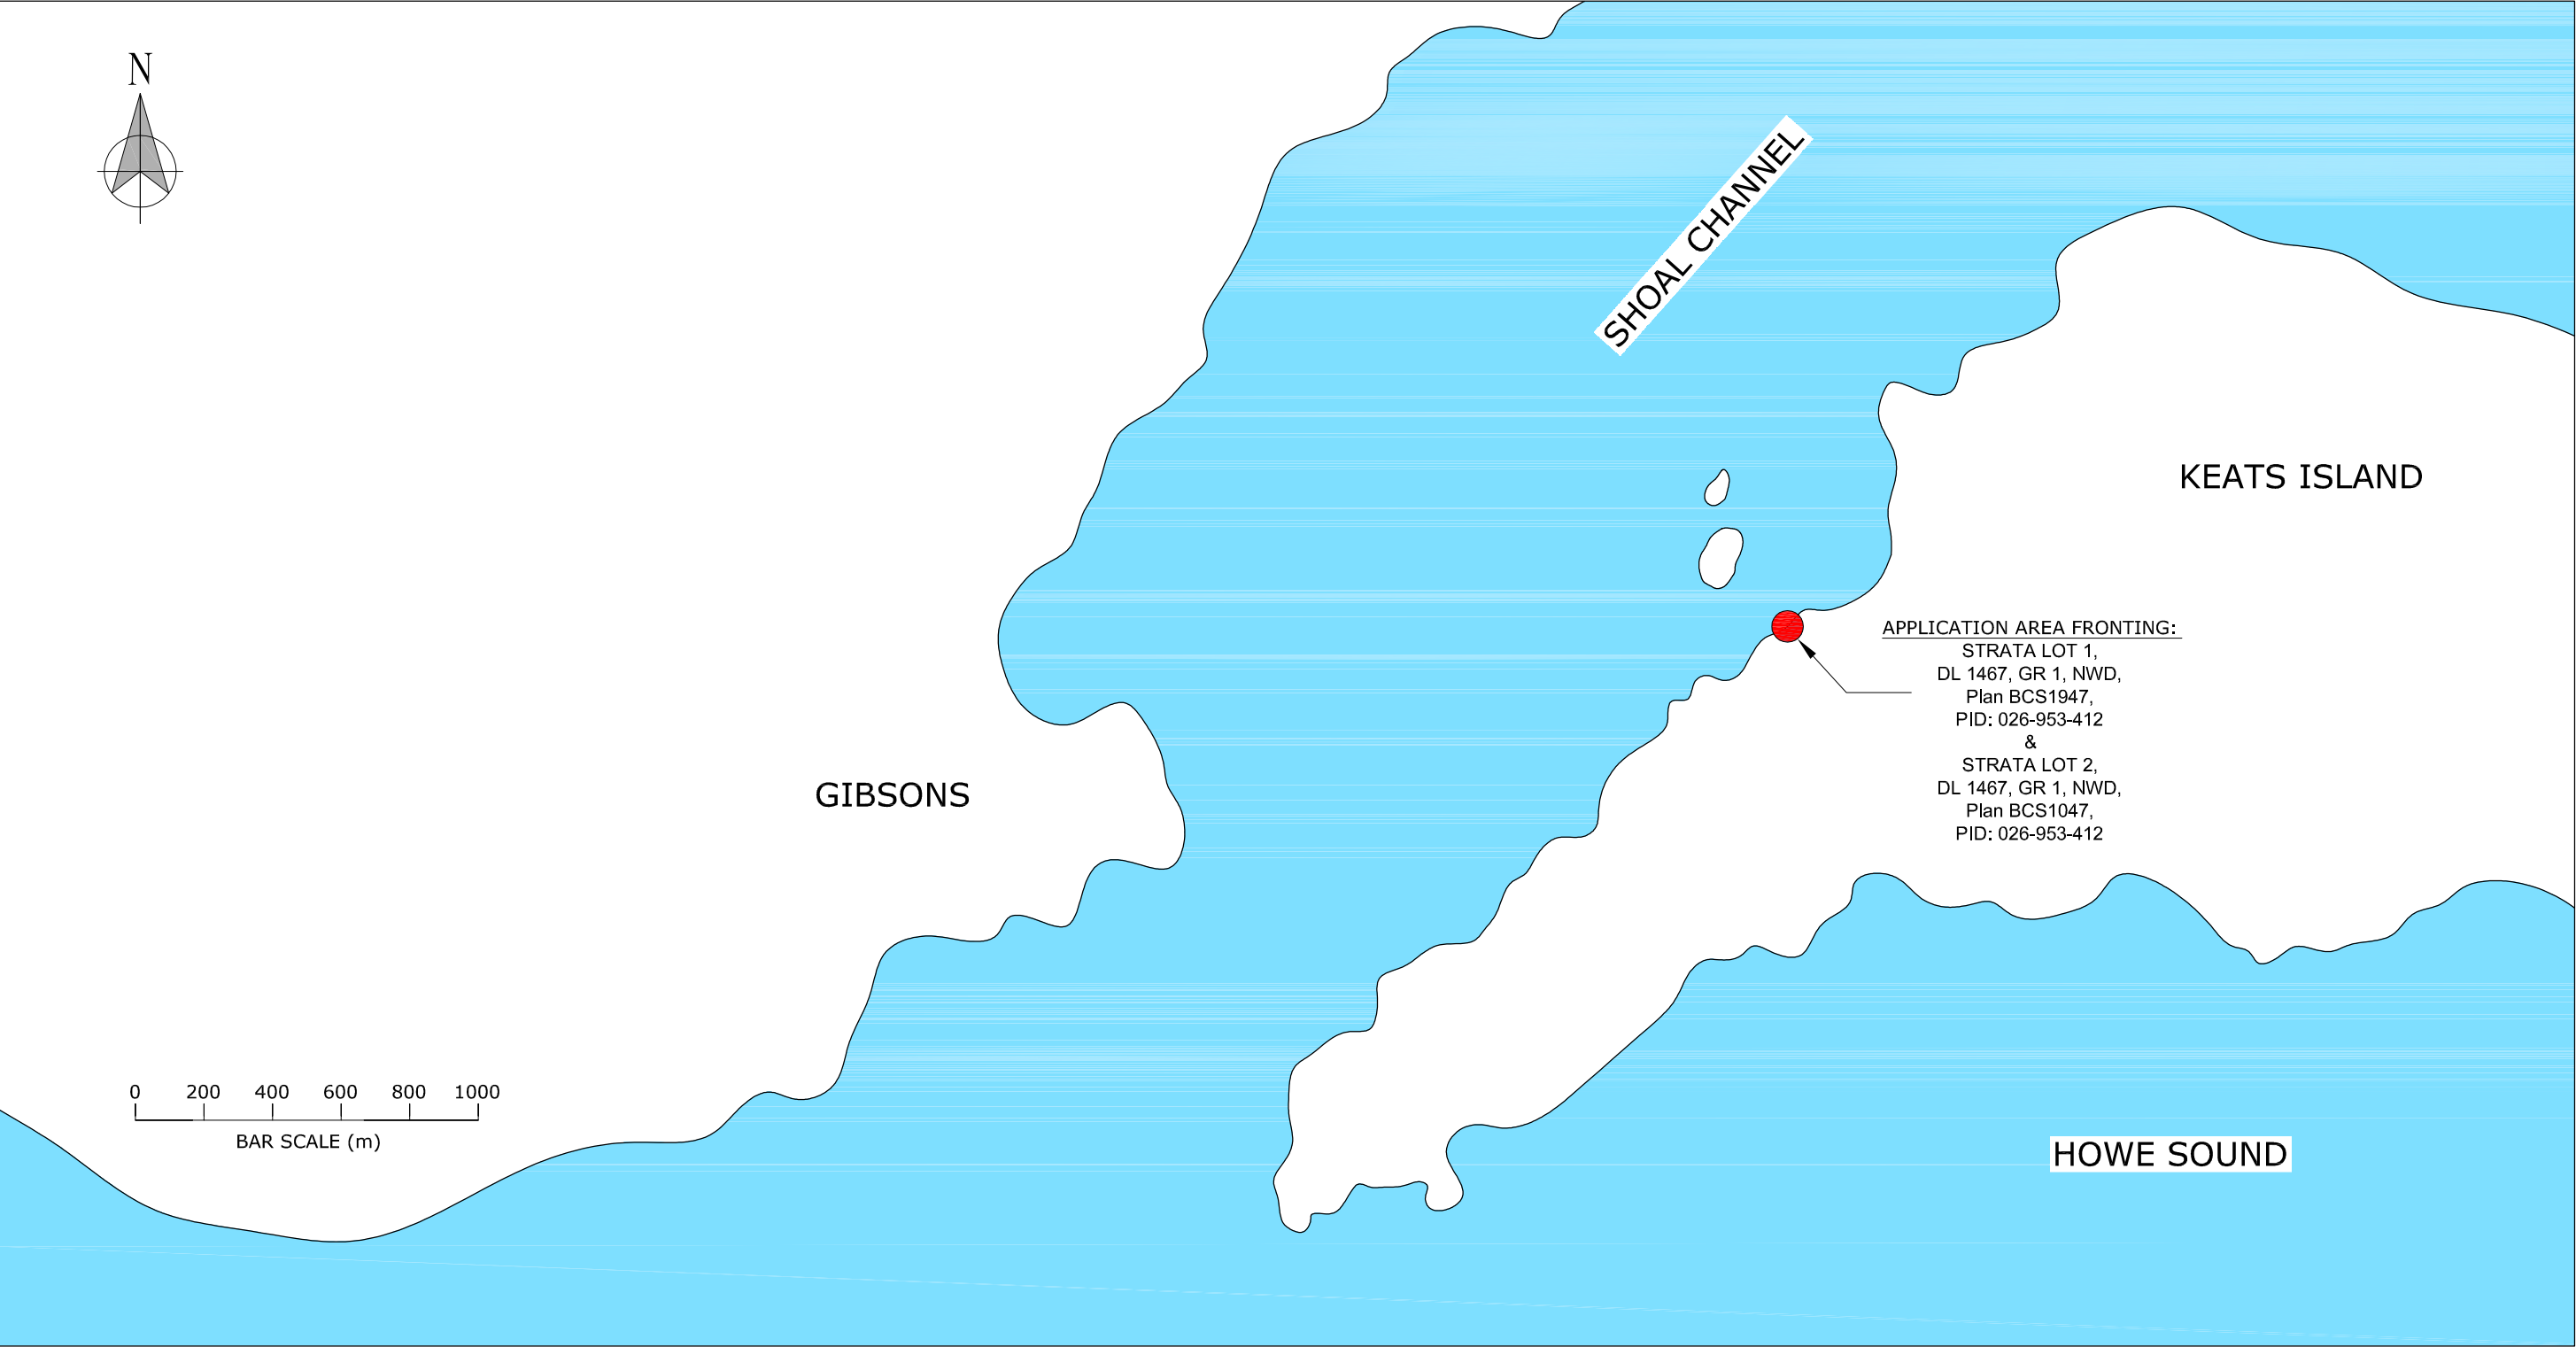 N
SHOAL CHANNEL
KEATS ISLAND
APPLICATION AREA FRONTING:
STRATA LOT 1,
DL 1467, GR 1, NWD,
Plan BCS1947,
PID: 026-953-412
&
STRATA LOT 2,
DL 1467, GR 1, NWD,
Plan BCS1047,
PID: 026-953-412
GIBSONS
0 200 400 600 800 1000
BAR SCALE (m)
HOWE SOUND